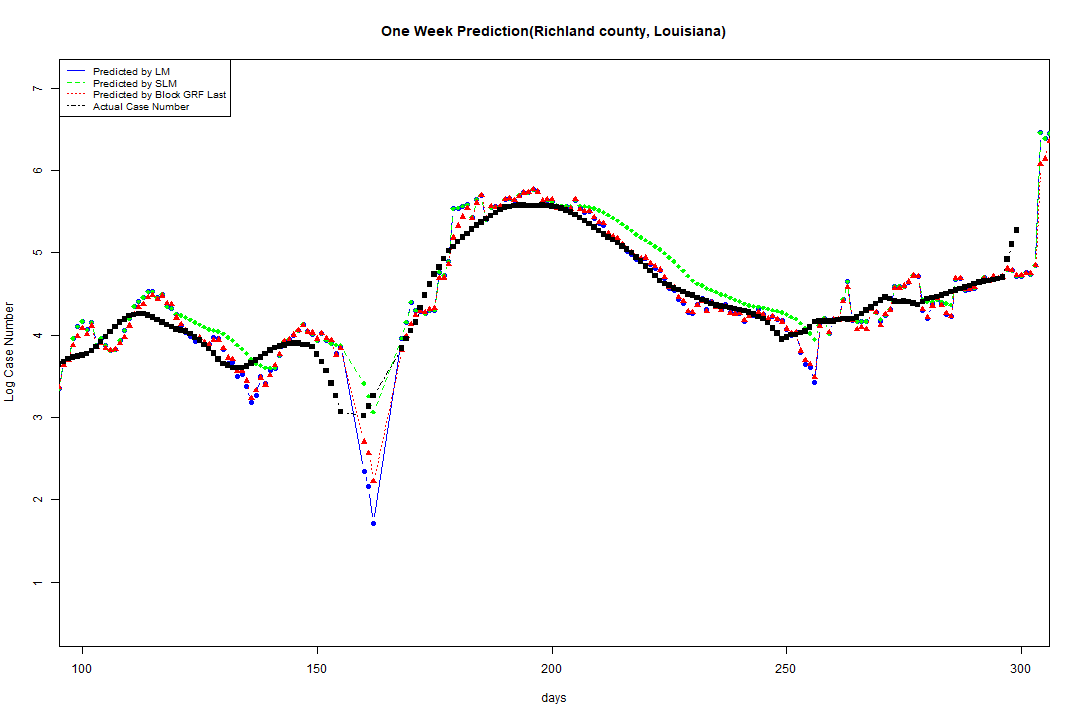 One Week Prediction(Richland county, Louisiana)
Predicted by LM
Predicted by SLM
Predicted by Block GRF Last
Actual Case Number
7
6
5
4
3
2
1
Log Case Number
100 150 200 250 300
days